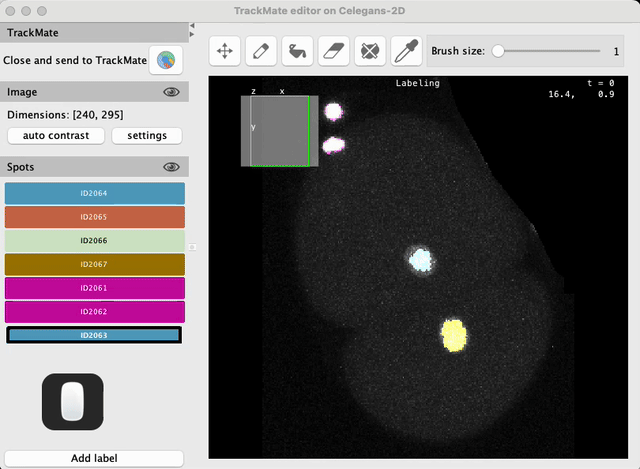 TrackMate editor on Celegans-2D
TrackMate
Close and send to TrackMate
Image
Dimensions: [240, 295]
auto contrast
settings
Spots
ID2064
ID2065
ID2066
ID2067
ID2061
ID2062
ID2063
Add label
Brush size:
1
Labeling
t = 0
16.4, 0.9
z
x
y